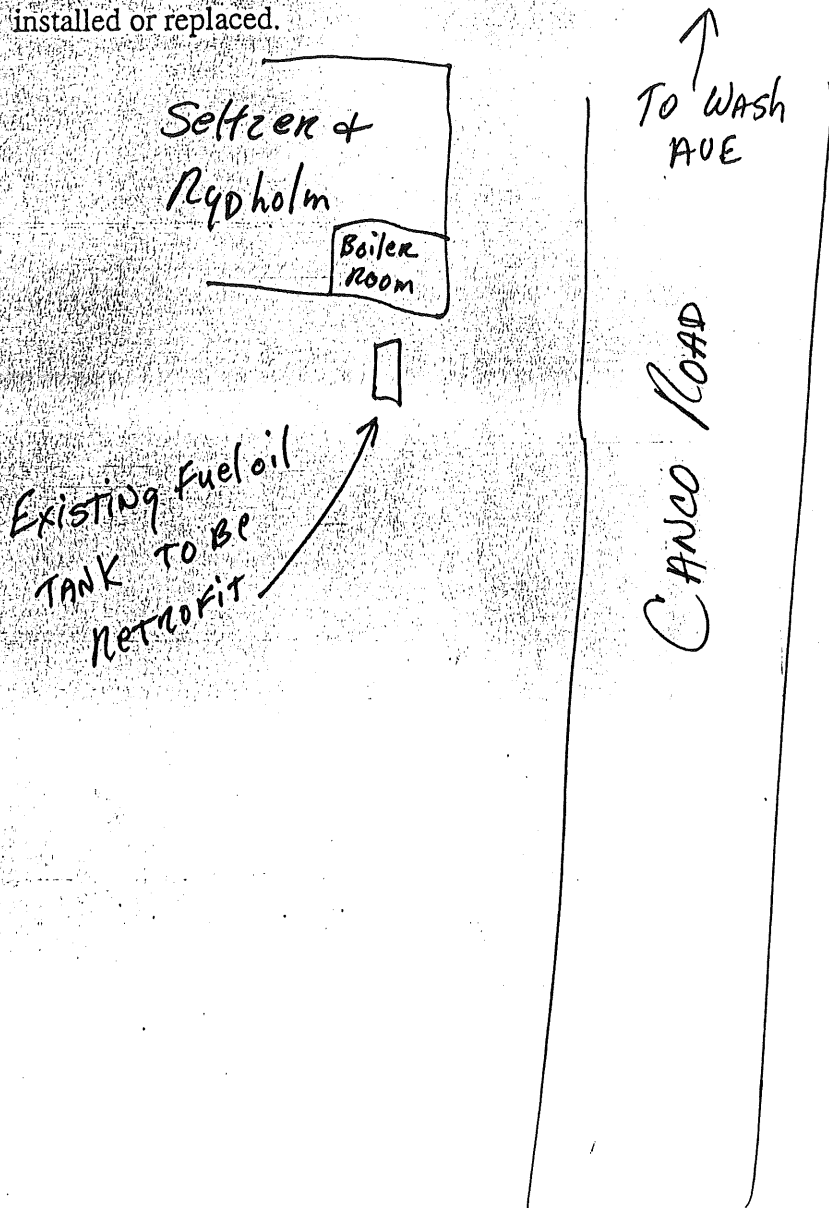 installed or replaced.
Seltzer &
Rydholm
Boiler
Room
To Wash
Ave
Canco Road
Existing Fuel oil
Tank to Be
Retrofit